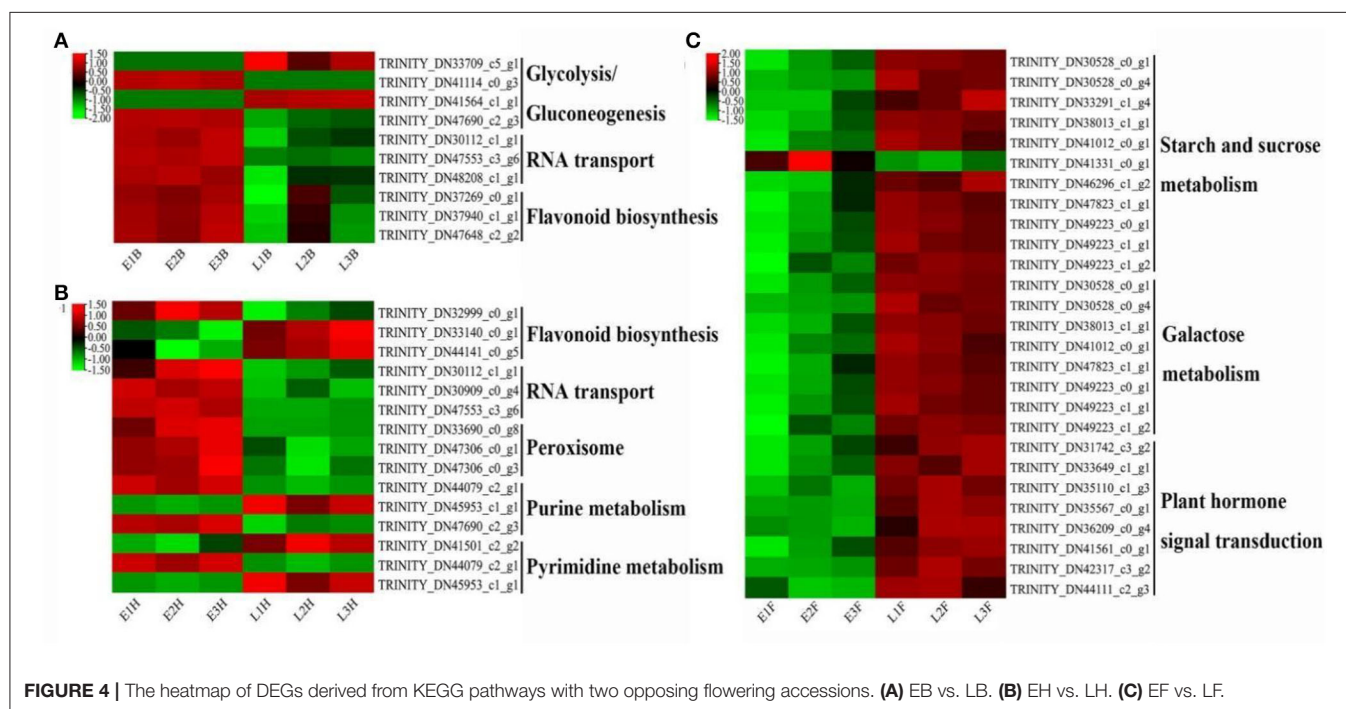 A
1.50
1.00
0.50
0.00
-0.50
-1.00
-2.00
TRINITY_DN33709_c5_g1
TRINITY_DN41114_c0_g3
TRINITY_DN41564_c1_g1
TRINITY_DN47690_c2_g3
TRINITY_DN30112_c1_g1
TRINITY_DN47553_c3_g6
TRINITY_DN48208_c1_g1
TRINITY_DN37269_c0_g1
TRINITY_DN37940_c1_g1
TRINITY_DN47648_c2_g2
Glycolysis/
Gluconeogenesis
RNA transport
Flavonoid biosynthesis
E1B E2B E3B L1B L2B L3B
B
1.50
1.00
0.50
0.00
-0.50
-1.00
-1.50
TRINITY_DN32999_c0_g1
TRINITY_DN33140_c0_g1
TRINITY_DN44141_c0_g5
TRINITY_DN30112_c1_g1
TRINITY_DN30909_c0_g4
TRINITY_DN47553_c3_g6
TRINITY_DN33690_c0_g8
TRINITY_DN47306_c0_g1
TRINITY_DN47306_c0_g3
TRINITY_DN44079_c2_g1
TRINITY_DN45953_c1_g1
TRINITY_DN47690_c2_g3
TRINITY_DN41501_c2_g2
TRINITY_DN44079_c2_g1
TRINITY_DN45953_c1_g1
Flavonoid biosynthesis
RNA transport
Peroxisome
Purine metabolism
Pyrimidine metabolism
E1H E2H E3H L1H L2H L3H
C
2.00
1.00
0.50
0.00
-0.50
-1.50
TRINITY_DN30528_c0_g1
TRINITY_DN30528_c0_g4
TRINITY_DN33291_c1_g4
TRINITY_DN38013_c1_g1
TRINITY_DN41012_c0_g1
TRINITY_DN41331_c0_g1
TRINITY_DN46296_c1_g2
TRINITY_DN47823_c1_g1
TRINITY_DN49223_c0_g1
TRINITY_DN49223_c1_g1
TRINITY_DN49223_c1_g2
TRINITY_DN30528_c0_g1
TRINITY_DN30528_c0_g4
TRINITY_DN38013_c1_g1
TRINITY_DN41012_c0_g1
TRINITY_DN47823_c1_g1
TRINITY_DN49223_c0_g1
TRINITY_DN49223_c1_g1
TRINITY_DN49223_c1_g2
TRINITY_DN31742_c3_g2
TRINITY_DN33649_c1_g1
TRINITY_DN35110_c1_g3
TRINITY_DN35567_c0_g1
TRINITY_DN36209_c0_g4
TRINITY_DN41561_c0_g1
TRINITY_DN42317_c3_g2
TRINITY_DN44111_c2_g3
Starch and sucrose
metabolism
Galactose
metabolism
Plant hormone
signal transduction
E1F E2F E3F L1F L2F L3F
FIGURE 4 | The heatmap of DEGs derived from KEGG pathways with two opposing flowering accessions. (A) EB vs. LB. (B) EH vs. LH. (C) EF vs. LF.